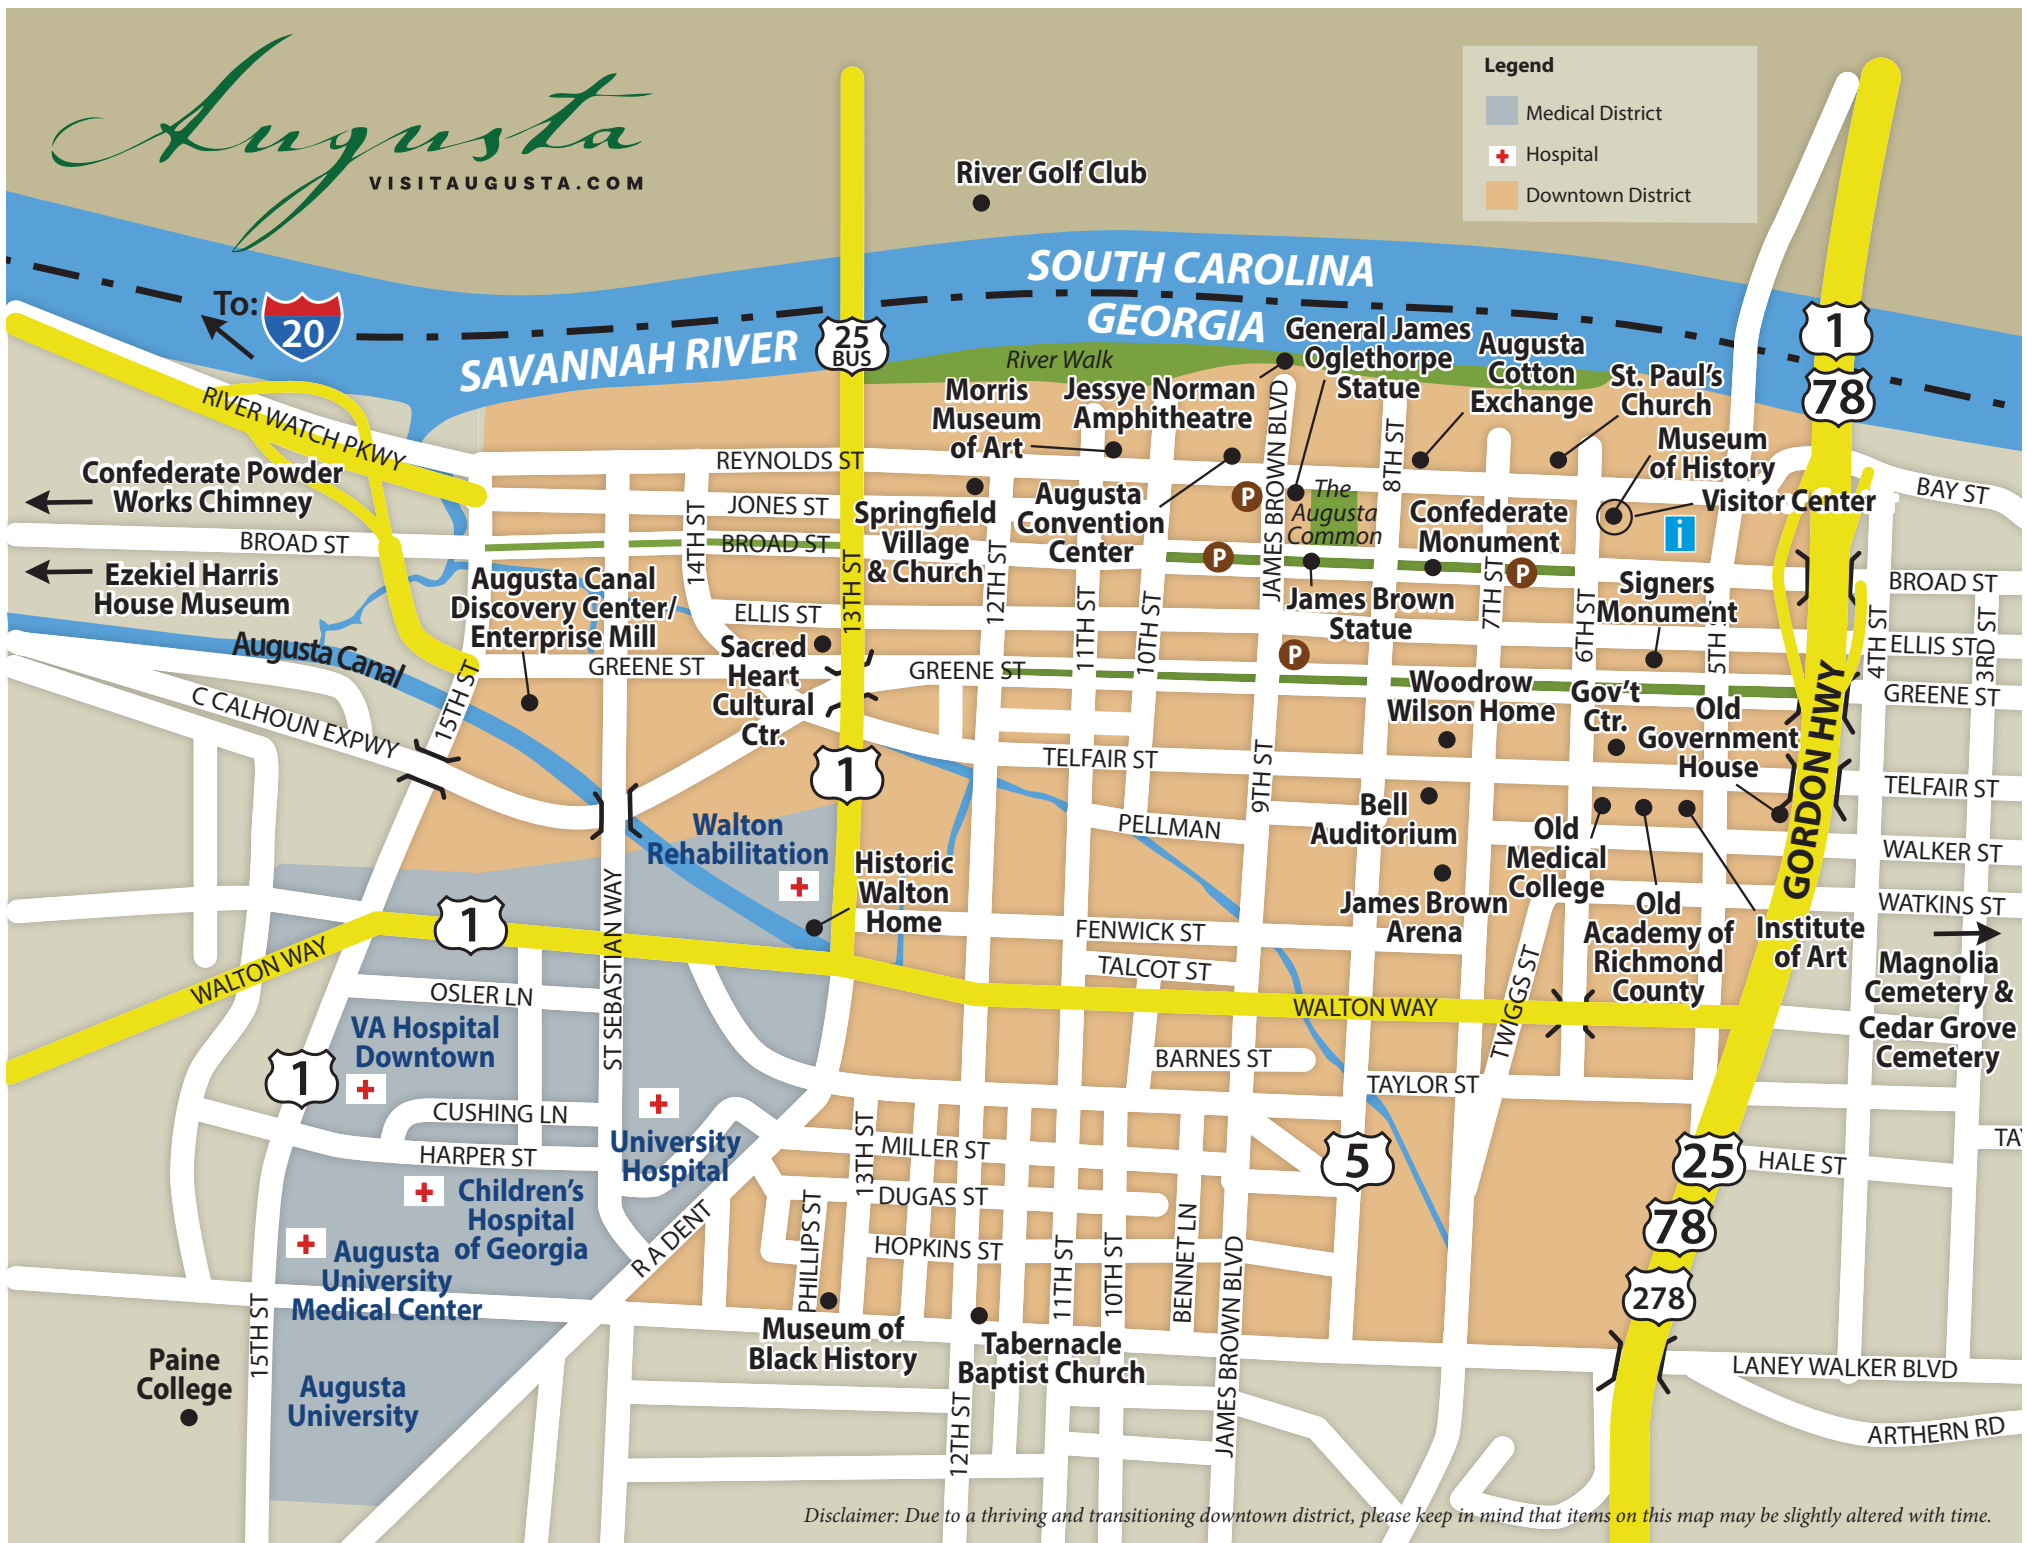 Augusta
VISITAUGUSTA.COM
Legend
Medical District
Hospital
Downtown District
River Golf Club
SOUTH CAROLINA
GEORGIA
SAVANNAH RIVER
To:
20
25
BUS
1
78
River Walk
General James
Oglethorpe
Statue
Augusta
Cotton
Exchange
St. Paul's
Church
Morris
Museum
of Art
Jessye Norman
Amphitheatre
Museum
of History
Visitor Center
i
RIVER WATCH PKWY
REYNOLDS ST
JAMES BROWN BLVD
8TH ST
BAY ST
Confederate Powder
Works Chimney
JONES ST
14TH ST
Springfield
Village
& Church
Augusta
Convention
Center
P
The
Augusta
Common
Confederate
Monument
BROAD ST
BROAD ST
13TH ST
12TH ST
P
P
BROAD ST
Ezekiel Harris
House Museum
Augusta Canal
Discovery Center/
Enterprise Mill
ELLIS ST
11TH ST
10TH ST
James Brown
Statue
7TH ST
6TH ST
Signers
Monument
5TH ST
4TH ST
3RD ST
ELLIS ST
Augusta Canal
Sacred
Heart
Cultural
Ctr.
GREENE ST
GREENE ST
P
Woodrow
Wilson Home
Gov't
Ctr.
Old
Government
House
GREENE ST
C CALHOUN EXPWY
15TH ST
1
TELFAIR ST
9TH ST
GORDON HWY
TELFAIR ST
Walton
Rehabilitation
PELLMAN
Bell
Auditorium
Old
Medical
College
WALKER ST
Historic
Walton
Home
James Brown
Arena
Old
Academy of
Richmond
County
Institute
of Art
WATKINS ST
Magnolia
Cemetery &
Cedar Grove
Cemetery
1
WALTON WAY
ST SEBASTIAN WAY
FENWICK ST
TALCOT ST
WALTON WAY
TWIGGS ST
OSLER LN
VA Hospital
Downtown
1
BARNES ST
TAYLOR ST
CUSHING LN
HARPER ST
University
Hospital
13TH ST
MILLER ST
5
25
HALE ST
TAY
Children's
Hospital
of Georgia
Augusta
University
Medical Center
R A DENT
PHILLIPS ST
DUGAS ST
HOPKINS ST
11TH ST
10TH ST
BENNET LN
JAMES BROWN BLVD
78
278
15TH ST
Museum of
Black History
Tabernacle
Baptist Church
LANEY WALKER BLVD
Paine
College
Augusta
University
12TH ST
JAMES BROWN BLVD
ARTHERN RD
Disclaimer: Due to a thriving and transitioning downtown district, please keep in mind that items on this map may be slightly altered with time.